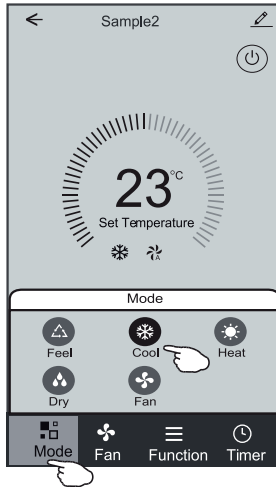 Sample2
23°C
Set Temperature
A
Mode
Feel Cool Heat
Dry Fan
Mode Fan Function Timer